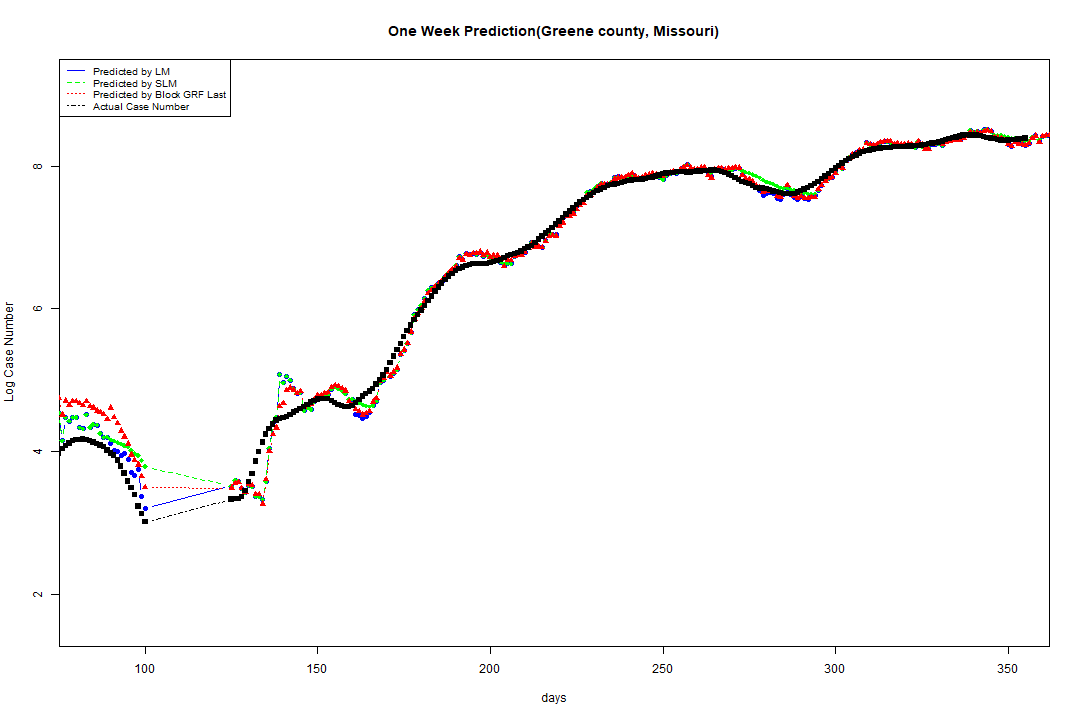 One Week Prediction(Greene county, Missouri)
Predicted by LM
Predicted by SLM
Predicted by Block GRF Last
Actual Case Number
Log Case Number
8
6
4
2
100 150 200 250 300 350
days